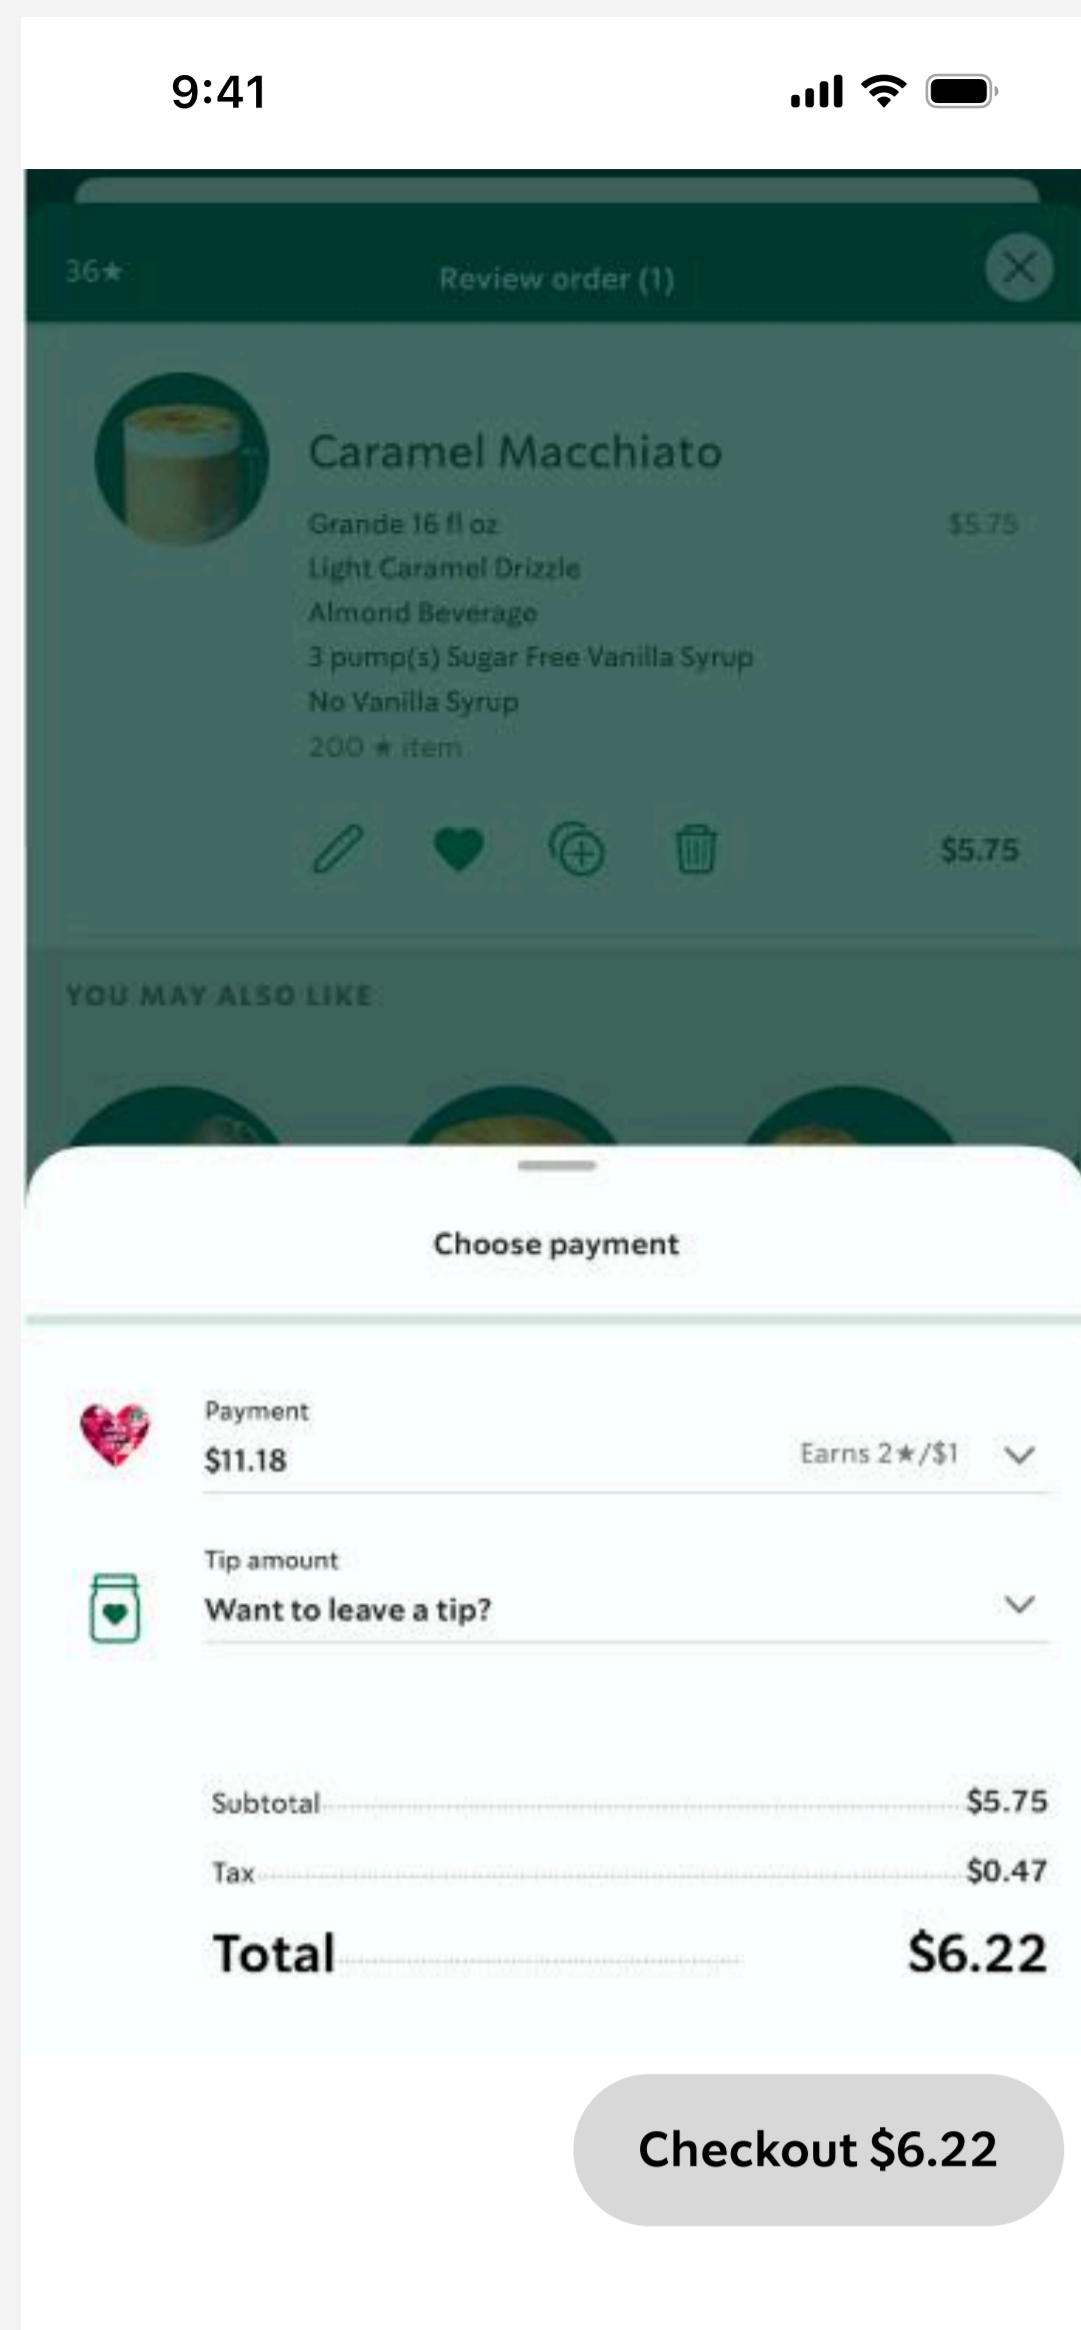 9:41
36★
Review order (1)
Caramel Macchiato
Grande 16 fl oz $5.75
Light Caramel Drizzle
Almond Beverage
3 pump(s) Sugar Free Vanilla Syrup
No Vanilla Syrup
200 ★ item
$5.75
YOU MAY ALSO LIKE
Choose payment
Payment
$11.18 Earns 2★/$1
Tip amount
Want to leave a tip?
Subtotal $5.75
Tax $0.47
Total $6.22
Checkout $6.22